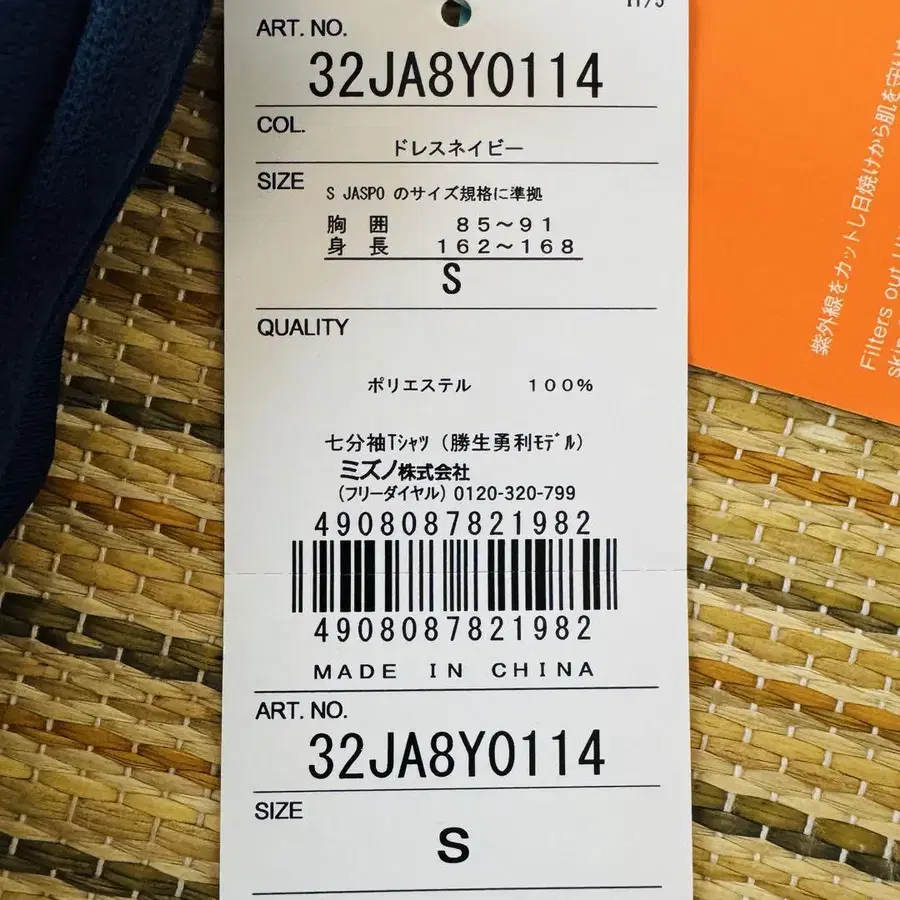 ART. NO.
32JA8Y0114
COL.
ドレスネイビー
SIZE
S JASPO のサイズ規格に準拠
胸 囲 85～91
身 長 162～168
S
QUALITY
ポリエステル 100%
七分袖Tシャツ (勝生勇利ﾓﾃﾞﾙ)
ミズノ株式会社
(フリーダイヤル) 0120-320-799
4908087821982
4908087821982
MADE IN CHINA
ART. NO.
32JA8Y0114
SIZE
S
紫外線をカットし日焼けから肌を守り
Filters out